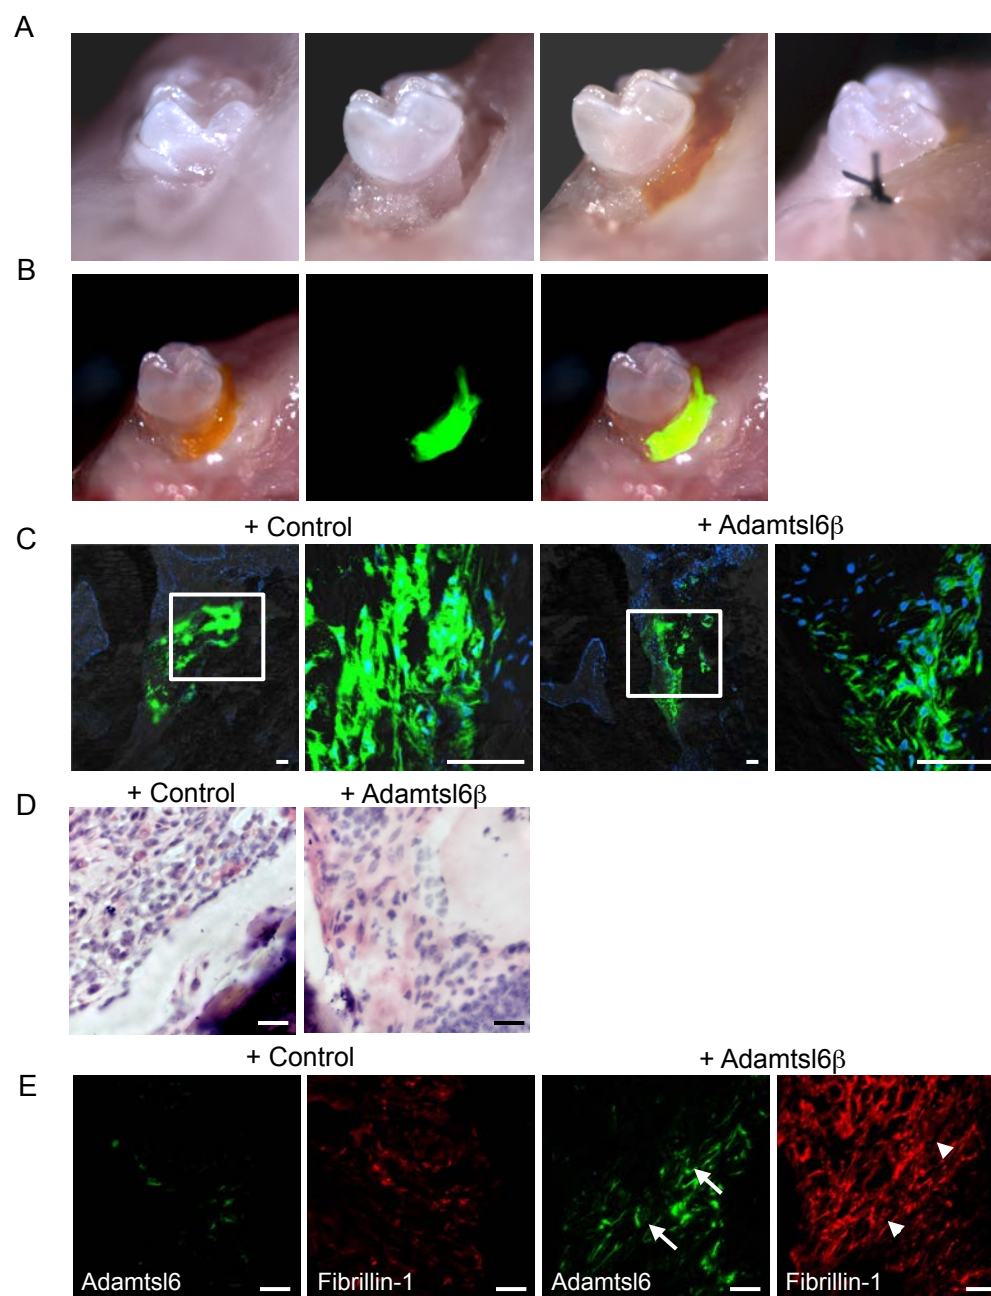 A
B
+ Control + Adamtsl6β
C
+ Control + Adamtsl6β
D
+ Control + Adamtsl6β
E
Adamtsl6 Fibrillin-1 Adamtsl6 Fibrillin-1